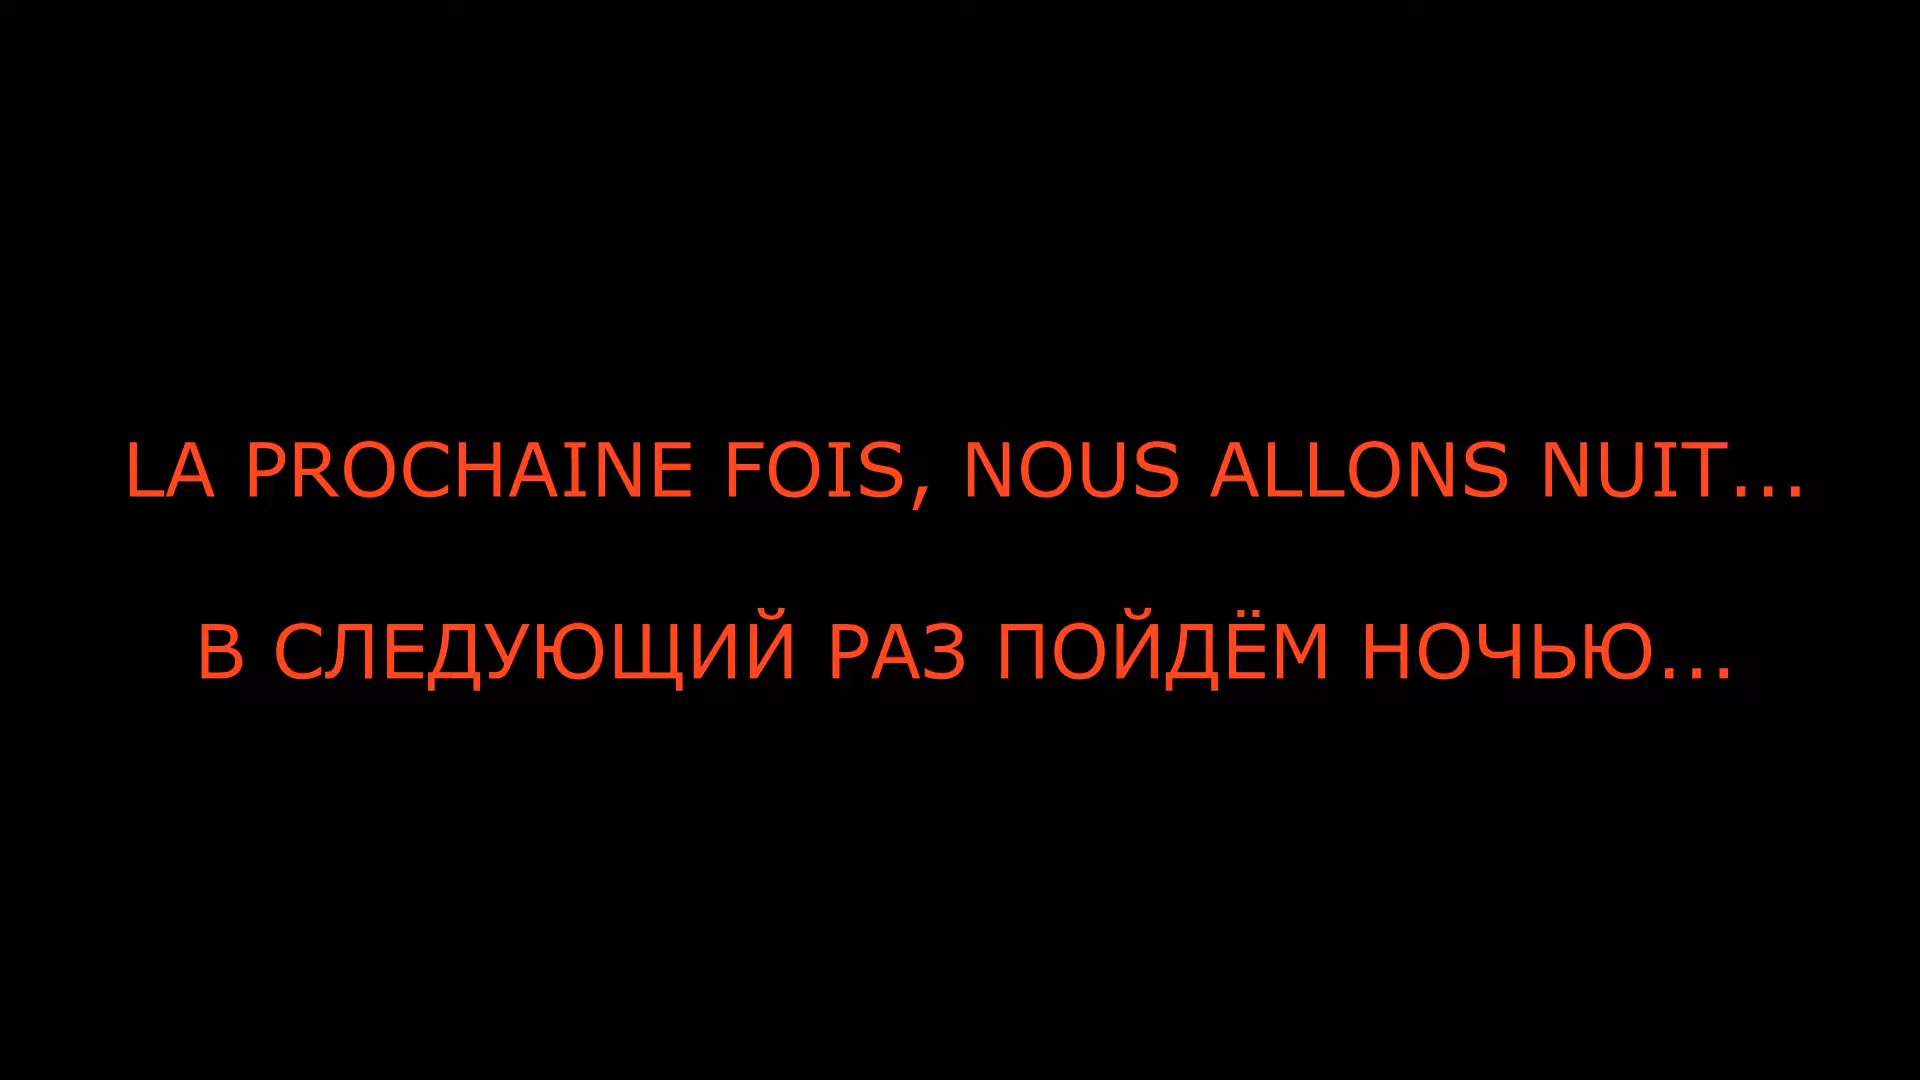 LA PROCHAINE FOIS, NOUS ALLONS NUIT...
В СЛЕДУЮЩИЙ РАЗ ПОЙДЁМ НОЧЬЮ...